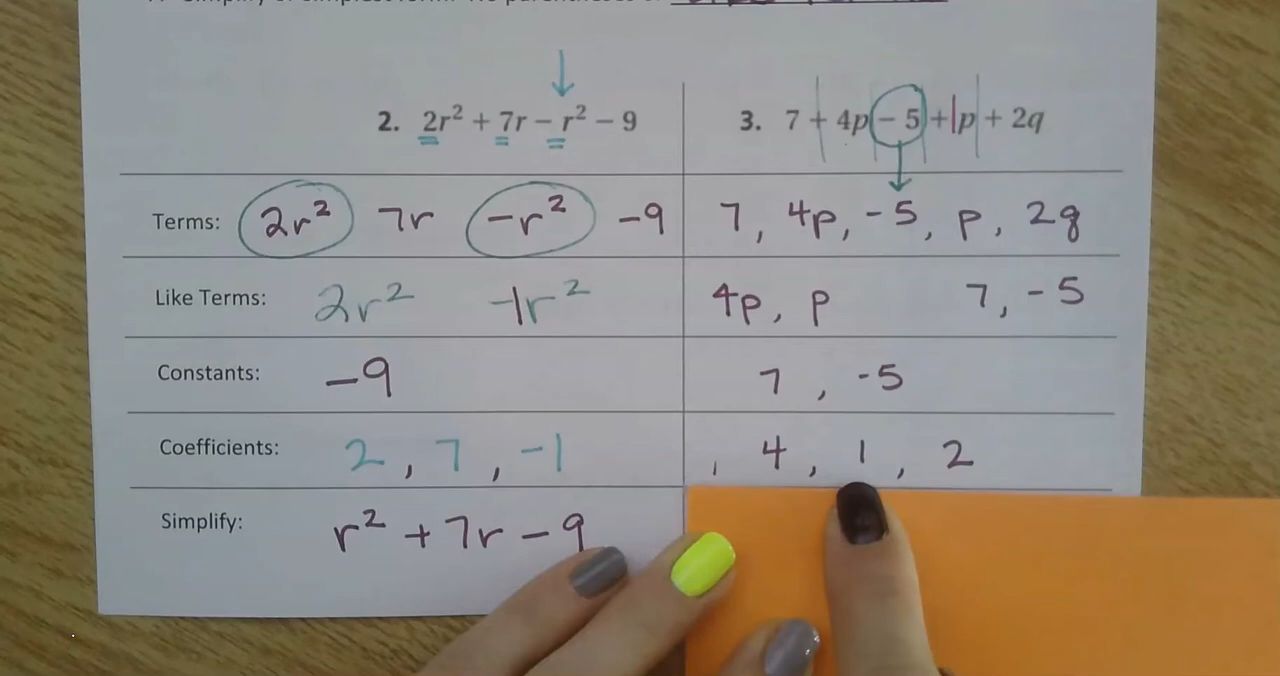 2. 2r² + 7r − r² − 9
3. 7 + 4p − 5 + 1p + 2q
Terms: 2r² 7r -r² -9 7, 4p, -5, p, 2q
Like Terms: 2r² -1r² 4p, p 7, -5
Constants: -9 7, -5
Coefficients: 2, 7, -1 , 4, 1, 2
Simplify: r² + 7r - 9